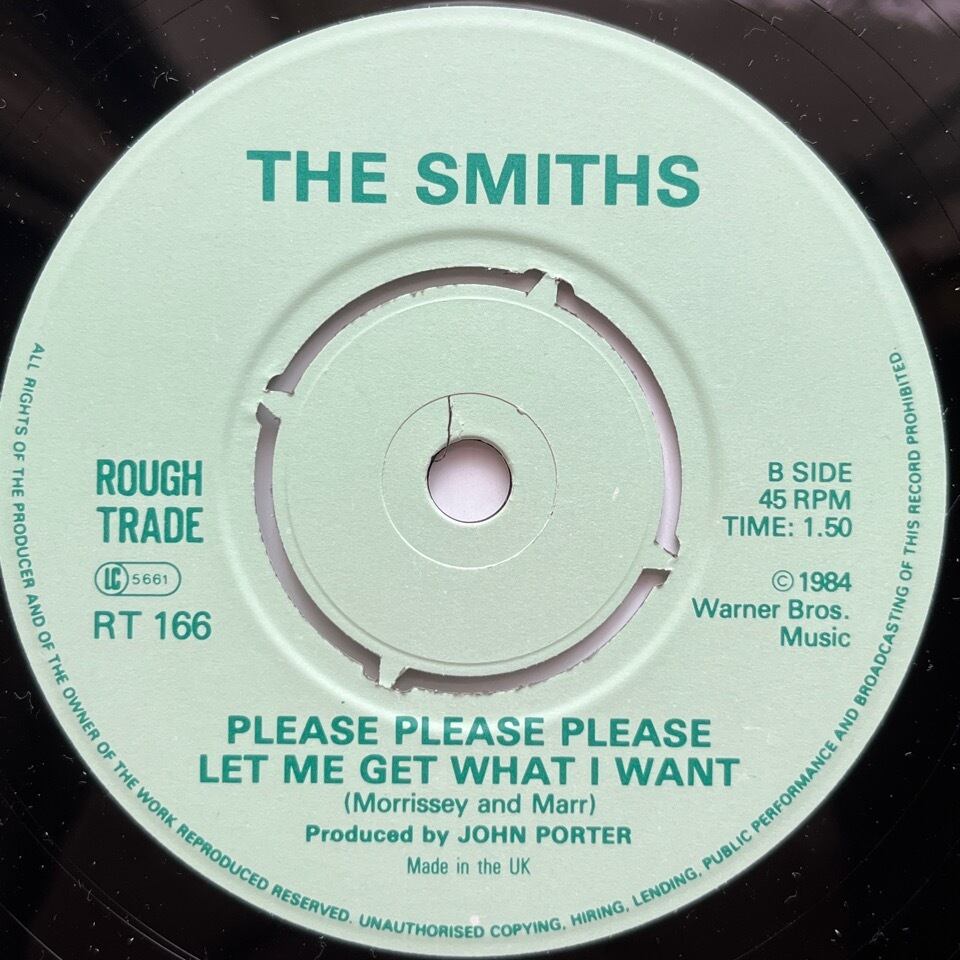 THE SMITHS
ROUGH
TRADE
LC 5661
RT 166
B SIDE
45 RPM
TIME: 1.50
© 1984
Warner Bros.
Music
PLEASE PLEASE PLEASE
LET ME GET WHAT I WANT
(Morrissey and Marr)
Produced by JOHN PORTER
Made in the UK
ALL RIGHTS OF THE PRODUCER AND OF THE OWNER OF THE WORK REPRODUCED RESERVED. UNAUTHORISED COPYING, HIRING, LENDING, PUBLIC PERFORMANCE AND BROADCASTING OF THIS RECORD PROHIBITED.